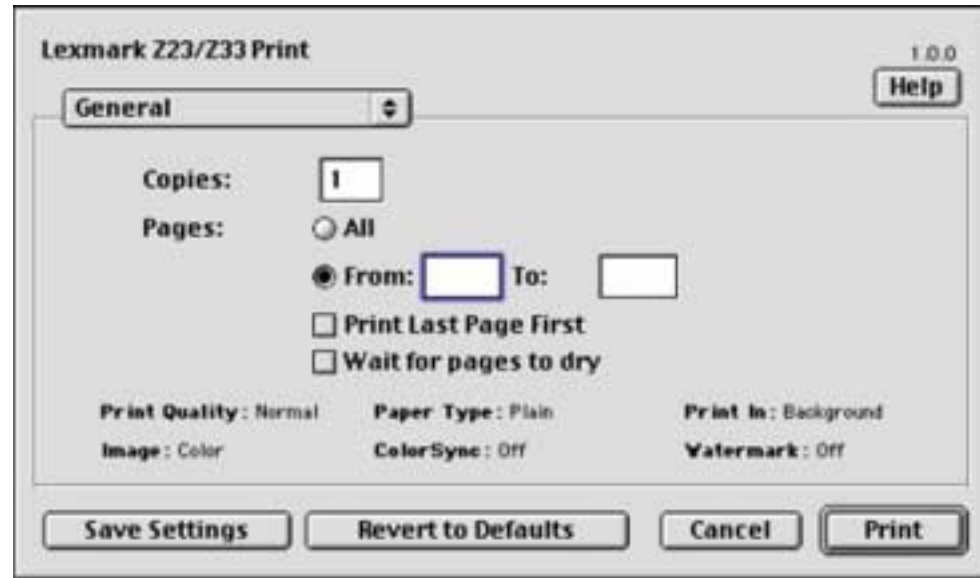 Lexmark Z23/Z33 Print
1.0.0
Help
General
Copies: 1
Pages: All
From: To:
Print Last Page First
Wait for pages to dry
Print Quality: Normal Paper Type: Plain Print In: Background
Image: Color ColorSync: Off Watermark: Off
Save Settings Revert to Defaults Cancel Print